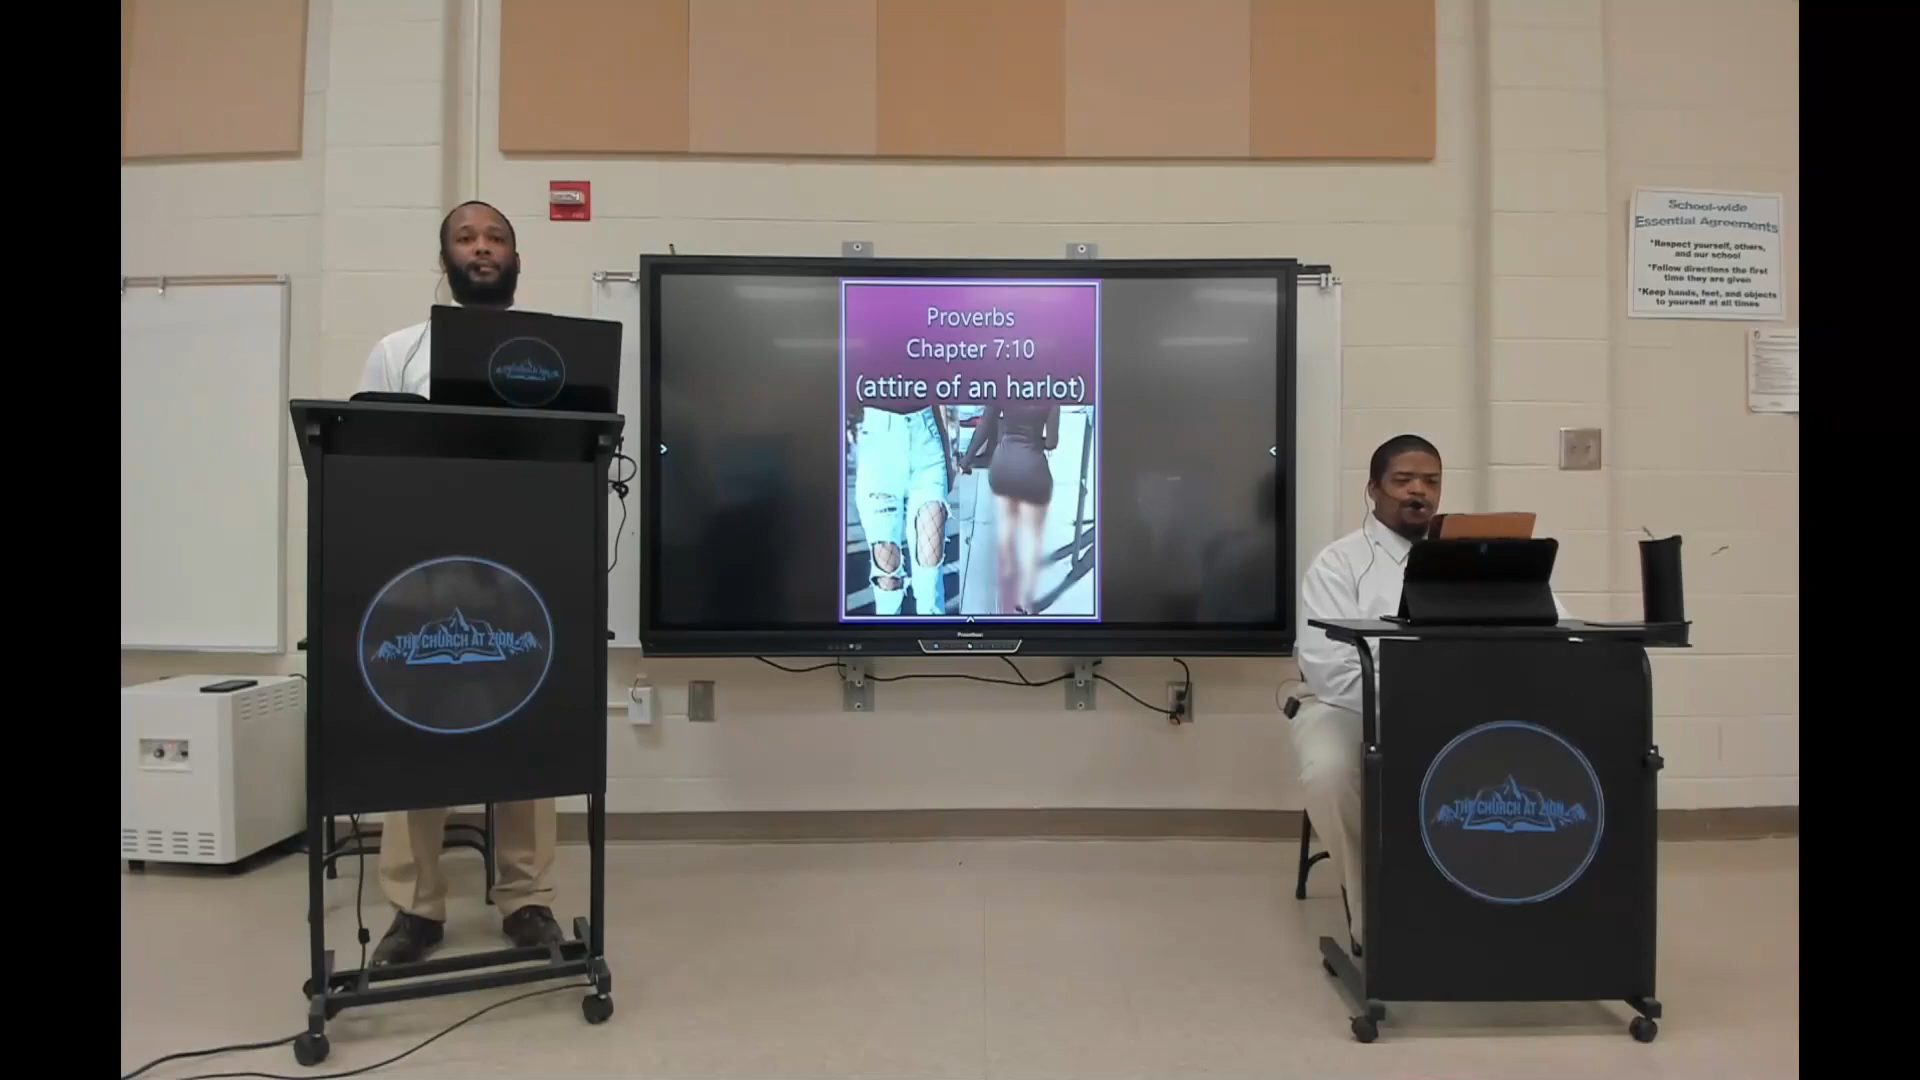 Proverbs
Chapter 7:10
(attire of an harlot)
School-wide
Essential Agreements
*Respect yourself, others,
and our school
*Follow directions the first
time they are given
*Keep hands, feet, and objects
to yourself at all times
THE CHURCH AT ZION
THE CHURCH AT ZION
Promethean